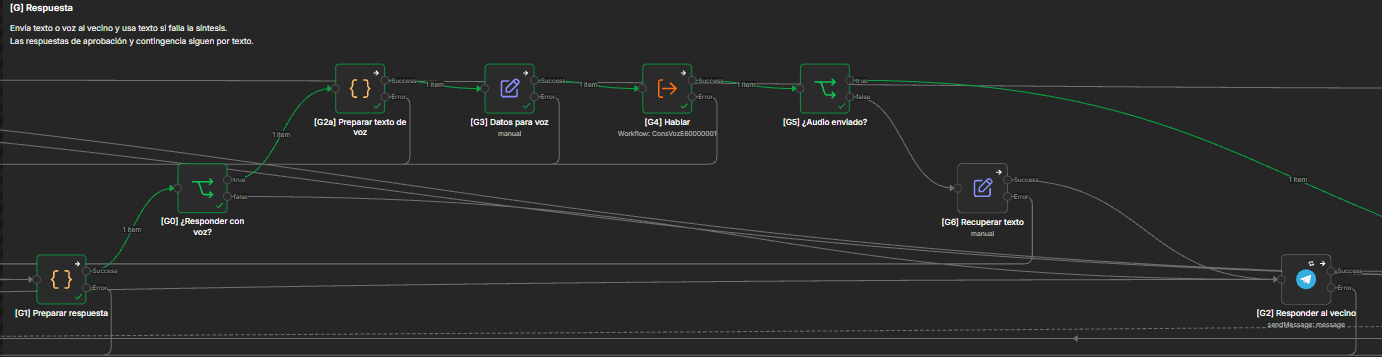 [G] Respuesta
Envía texto o voz al vecino y usa texto si falla la síntesis.
Las respuestas de aprobación y contingencia siguen por texto.
Success
Error
1 item
[G2a] Preparar texto de
voz
Success
Error
1 item
[G3] Datos para voz
manual
Success
Error
1 item
[G4] Hablar
Workflow: ConsVozE60000001
true
false
[G5] ¿Audio enviado?
1 item
1 item
true
false
[G0] ¿Responder con
voz?
Success
Error
[G6] Recuperar texto
manual
1 item
Success
Error
[G1] Preparar respuesta
Success
Error
[G2] Responder al vecino
sendMessage: message